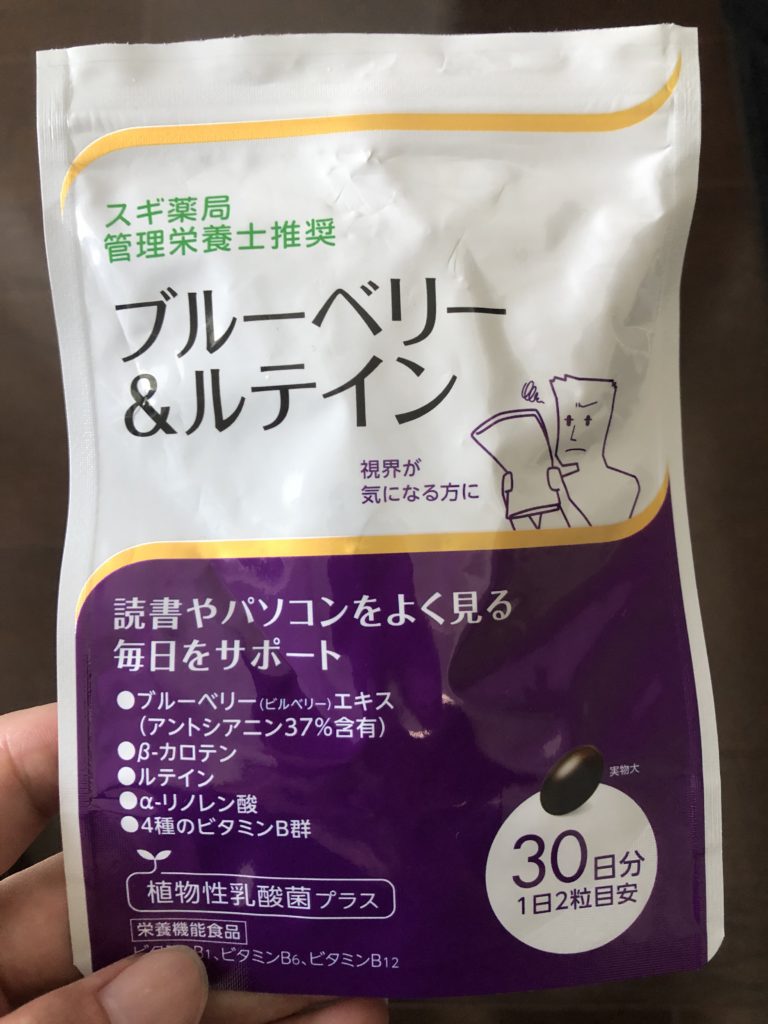 スギ薬局
管理栄養士推奨
ブルーベリー
&ルテイン
視界が
気になる方に
読書やパソコンをよく見る
毎日をサポート
●ブルーベリー(ビルベリー)エキス
(アントシアニン37%含有)
●β-カロテン
●ルテイン
●α-リノレン酸
●4種のビタミンB群
植物性乳酸菌プラス
栄養機能食品
B1、ビタミンB6、ビタミンB12
実物大
30日分
1日2粒目安